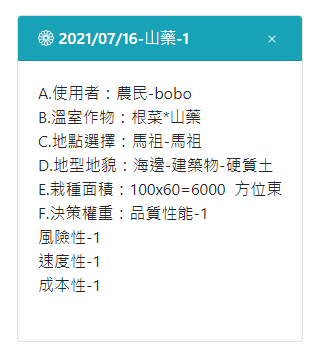 2021/07/16-山藥-1
A.使用者：農民-bobo
B.溫室作物：根菜*山藥
C.地點選擇：馬祖-馬祖
D.地型地貌：海邊-建築物-硬質土
E.栽種面積：100x60=6000 方位東
F.決策權重：品質性能-1
風險性-1
速度性-1
成本性-1